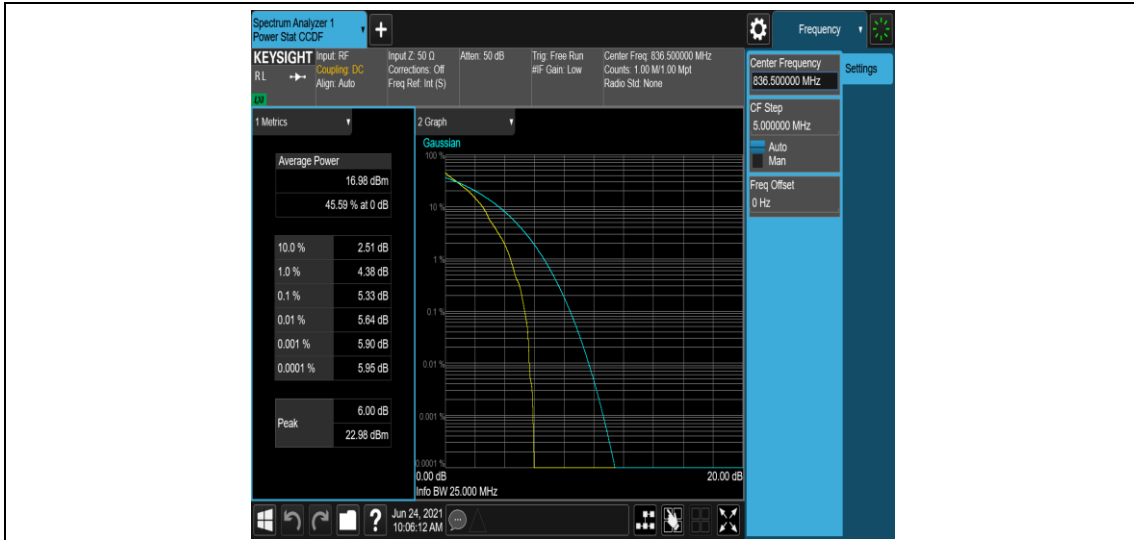 Spectrum Analyzer 1
Power Stat CCDF
+
Frequency
KEYSIGHT
RL
Input: RF
Coupling: DC
Align: Auto
Input Z: 50 Ω
Corrections: Off
Freq Ref: Int (S)
Atten: 50 dB
Trig: Free Run
#IF Gain: Low
Center Freq: 836.500000 MHz
Counts: 1.00 M/1.00 Mpt
Radio Std: None
Center Frequency
836.500000 MHz
Settings
CF Step
5.000000 MHz
Auto
Man
Freq Offset
0 Hz
1 Metrics
Average Power
16.98 dBm
45.59 % at 0 dB
10.0 % 2.51 dB
1.0 % 4.38 dB
0.1 % 5.33 dB
0.01 % 5.64 dB
0.001 % 5.90 dB
0.0001 % 5.95 dB
Peak
6.00 dB
22.98 dBm
2 Graph
Gaussian
100 %
10 %
1 %
0.1 %
0.01 %
0.001 %
0.0001 %
0.00 dB
20.00 dB
Info BW 25.000 MHz
?
Jun 24, 2021
10:06:12 AM